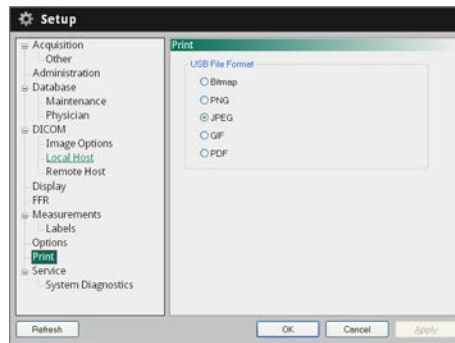 Setup
Acquisition
Other
Administration
Database
Maintenance
Physician
DICOM
Image Options
Local Host
Remote Host
Display
FFR
Measurements
Labels
Options
Print
Service
System Diagnostics
Refresh
Print
USB File Format
Bitmap
PNG
JPEG
GIF
PDF
OK Cancel Apply